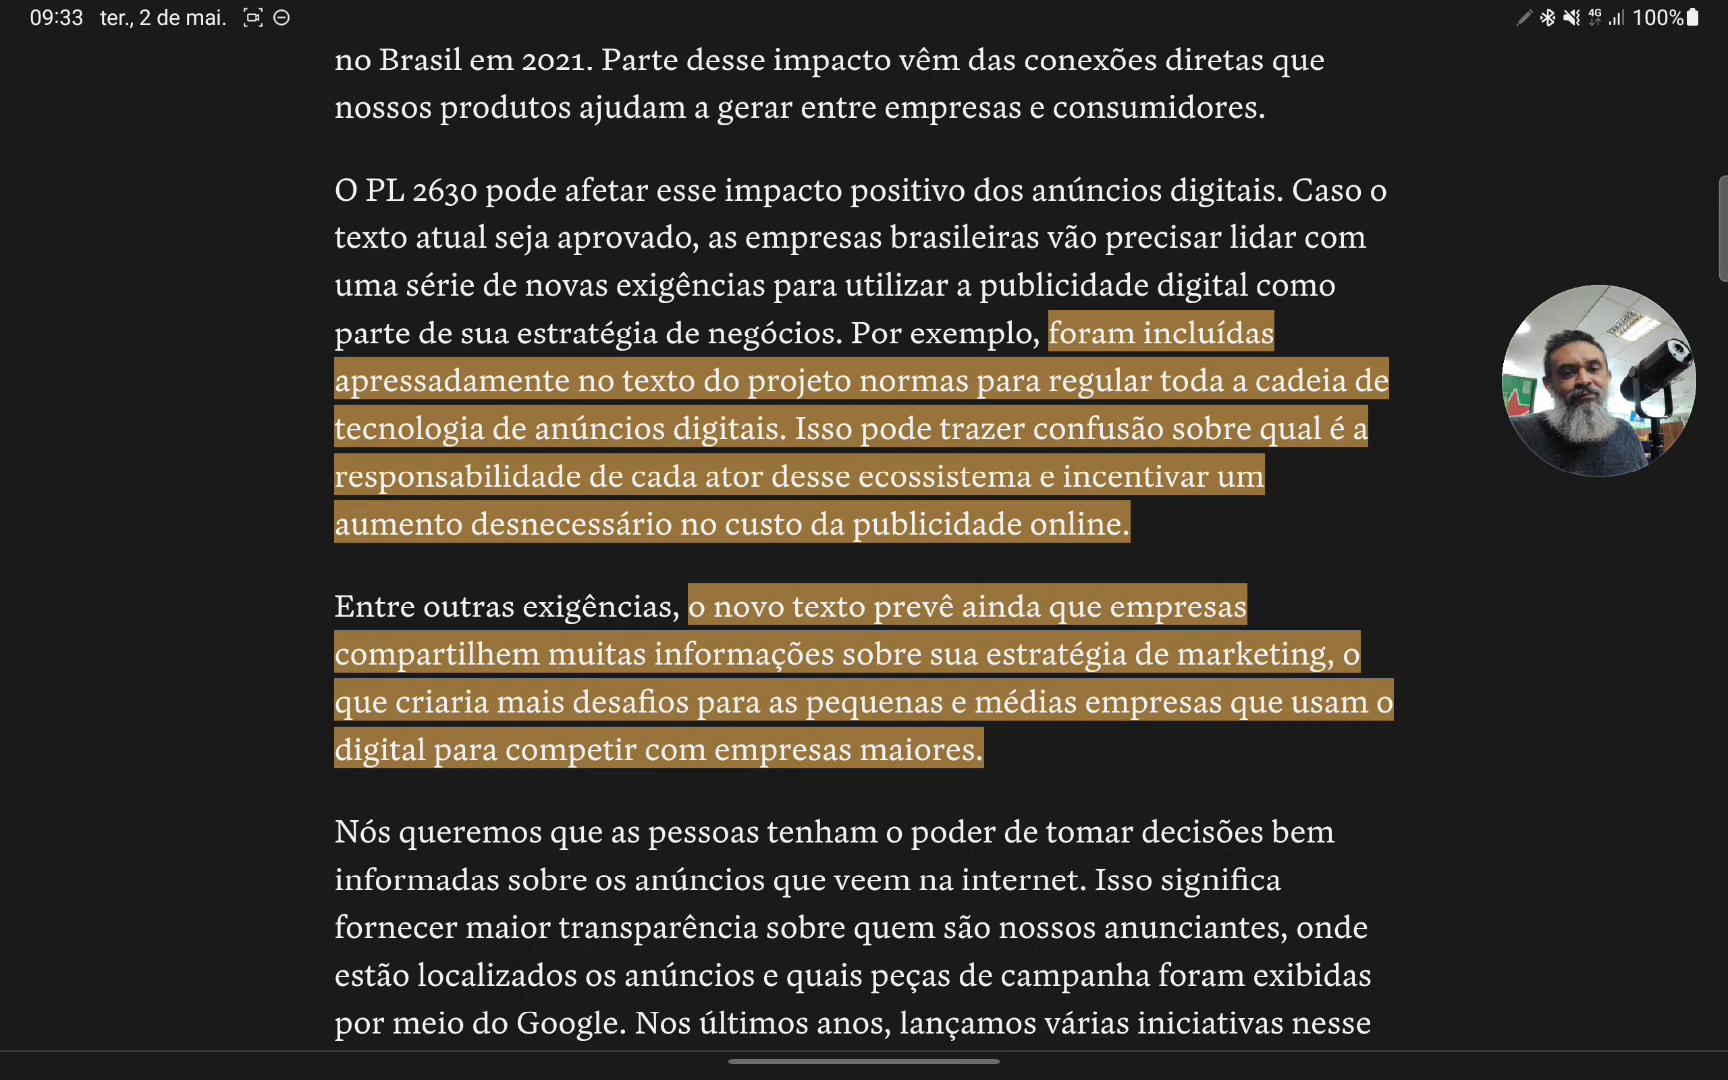 09:33 ter., 2 de mai.
4G 100%
no Brasil em 2021. Parte desse impacto vêm das conexões diretas que
nossos produtos ajudam a gerar entre empresas e consumidores.
O PL 2630 pode afetar esse impacto positivo dos anúncios digitais. Caso o
texto atual seja aprovado, as empresas brasileiras vão precisar lidar com
uma série de novas exigências para utilizar a publicidade digital como
parte de sua estratégia de negócios. Por exemplo, foram incluídas
apressadamente no texto do projeto normas para regular toda a cadeia de
tecnologia de anúncios digitais. Isso pode trazer confusão sobre qual é a
responsabilidade de cada ator desse ecossistema e incentivar um
aumento desnecessário no custo da publicidade online.
Entre outras exigências, o novo texto prevê ainda que empresas
compartilhem muitas informações sobre sua estratégia de marketing, o
que criaria mais desafios para as pequenas e médias empresas que usam o
digital para competir com empresas maiores.
Nós queremos que as pessoas tenham o poder de tomar decisões bem
informadas sobre os anúncios que veem na internet. Isso significa
fornecer maior transparência sobre quem são nossos anunciantes, onde
estão localizados os anúncios e quais peças de campanha foram exibidas
por meio do Google. Nos últimos anos, lançamos várias iniciativas nesse